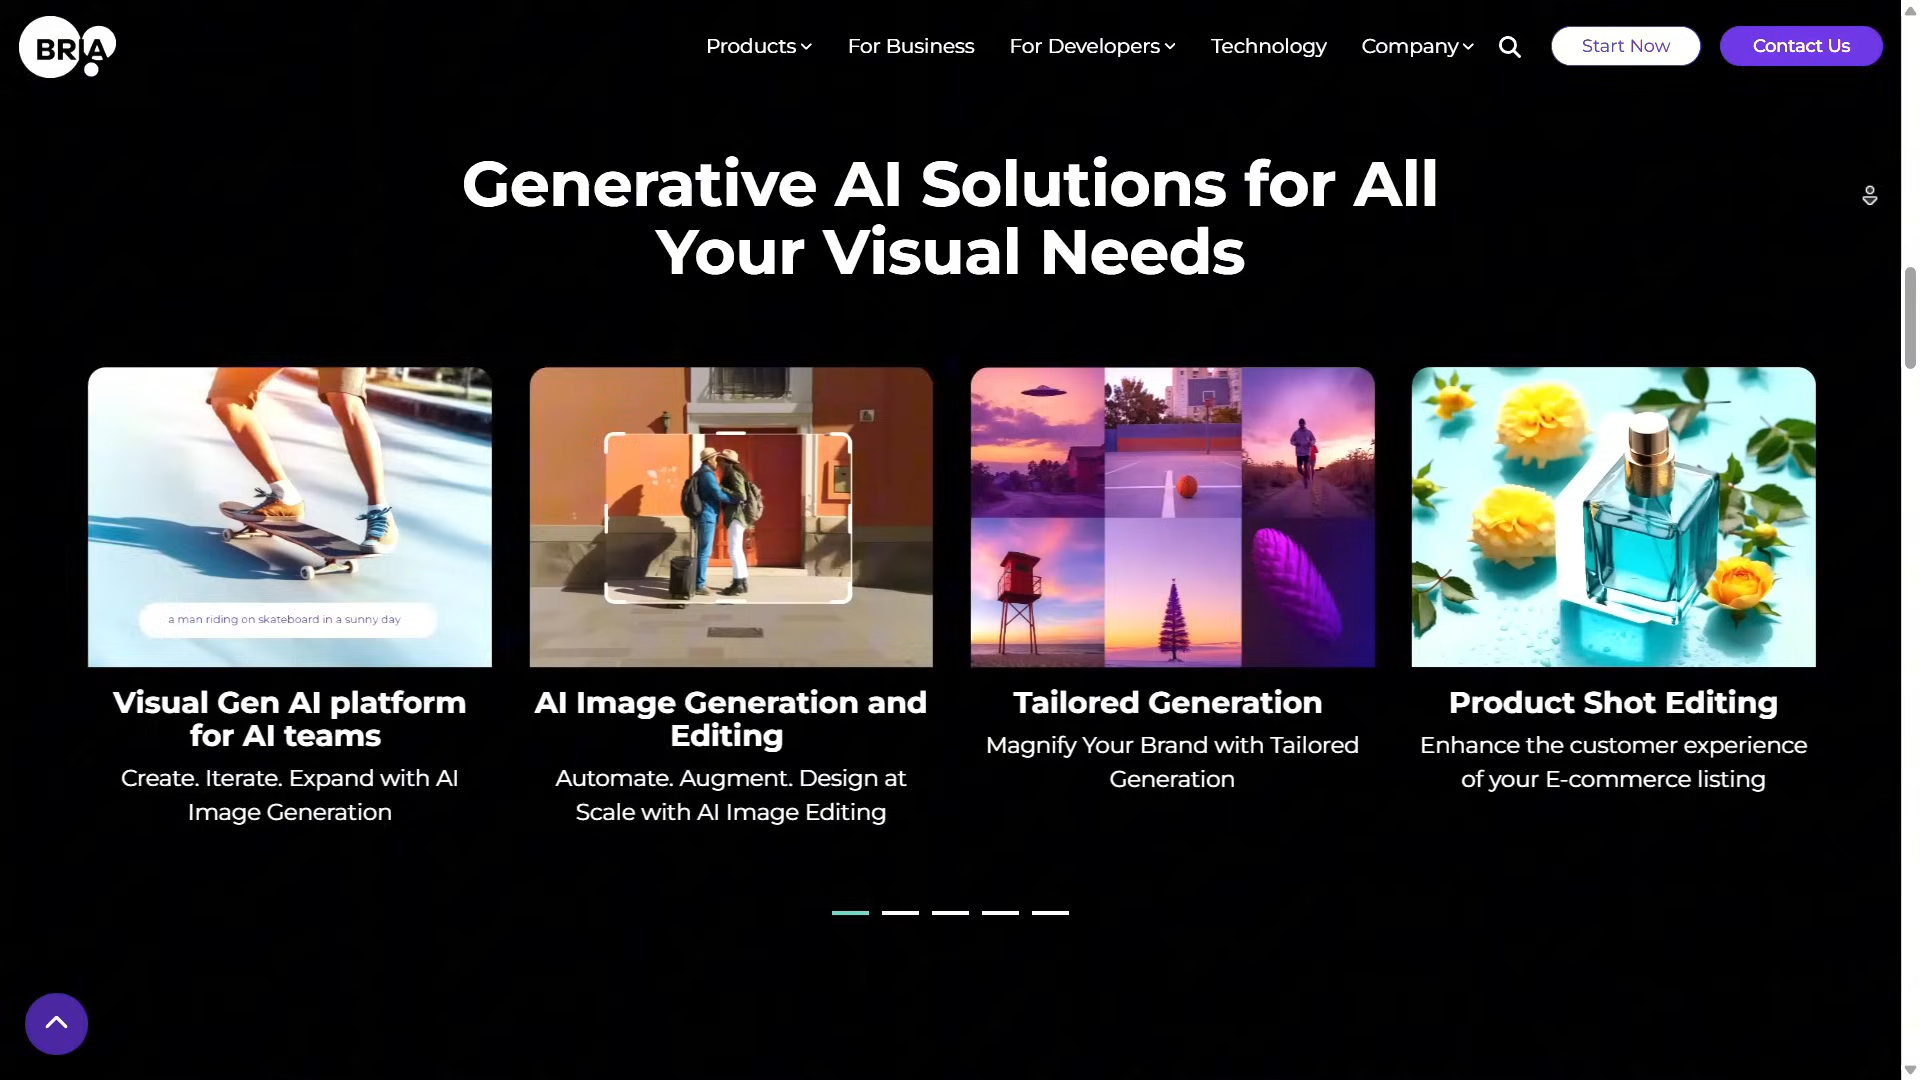 BRIA
Products
For Business
For Developers
Technology
Company
Start Now
Contact Us
Generative AI Solutions for All
Your Visual Needs
a man riding on skateboard in a sunny day
Visual Gen AI platform
for AI teams
Create. Iterate. Expand with AI
Image Generation
AI Image Generation and
Editing
Automate. Augment. Design at
Scale with AI Image Editing
Tailored Generation
Magnify Your Brand with Tailored
Generation
Product Shot Editing
Enhance the customer experience
of your E-commerce listing